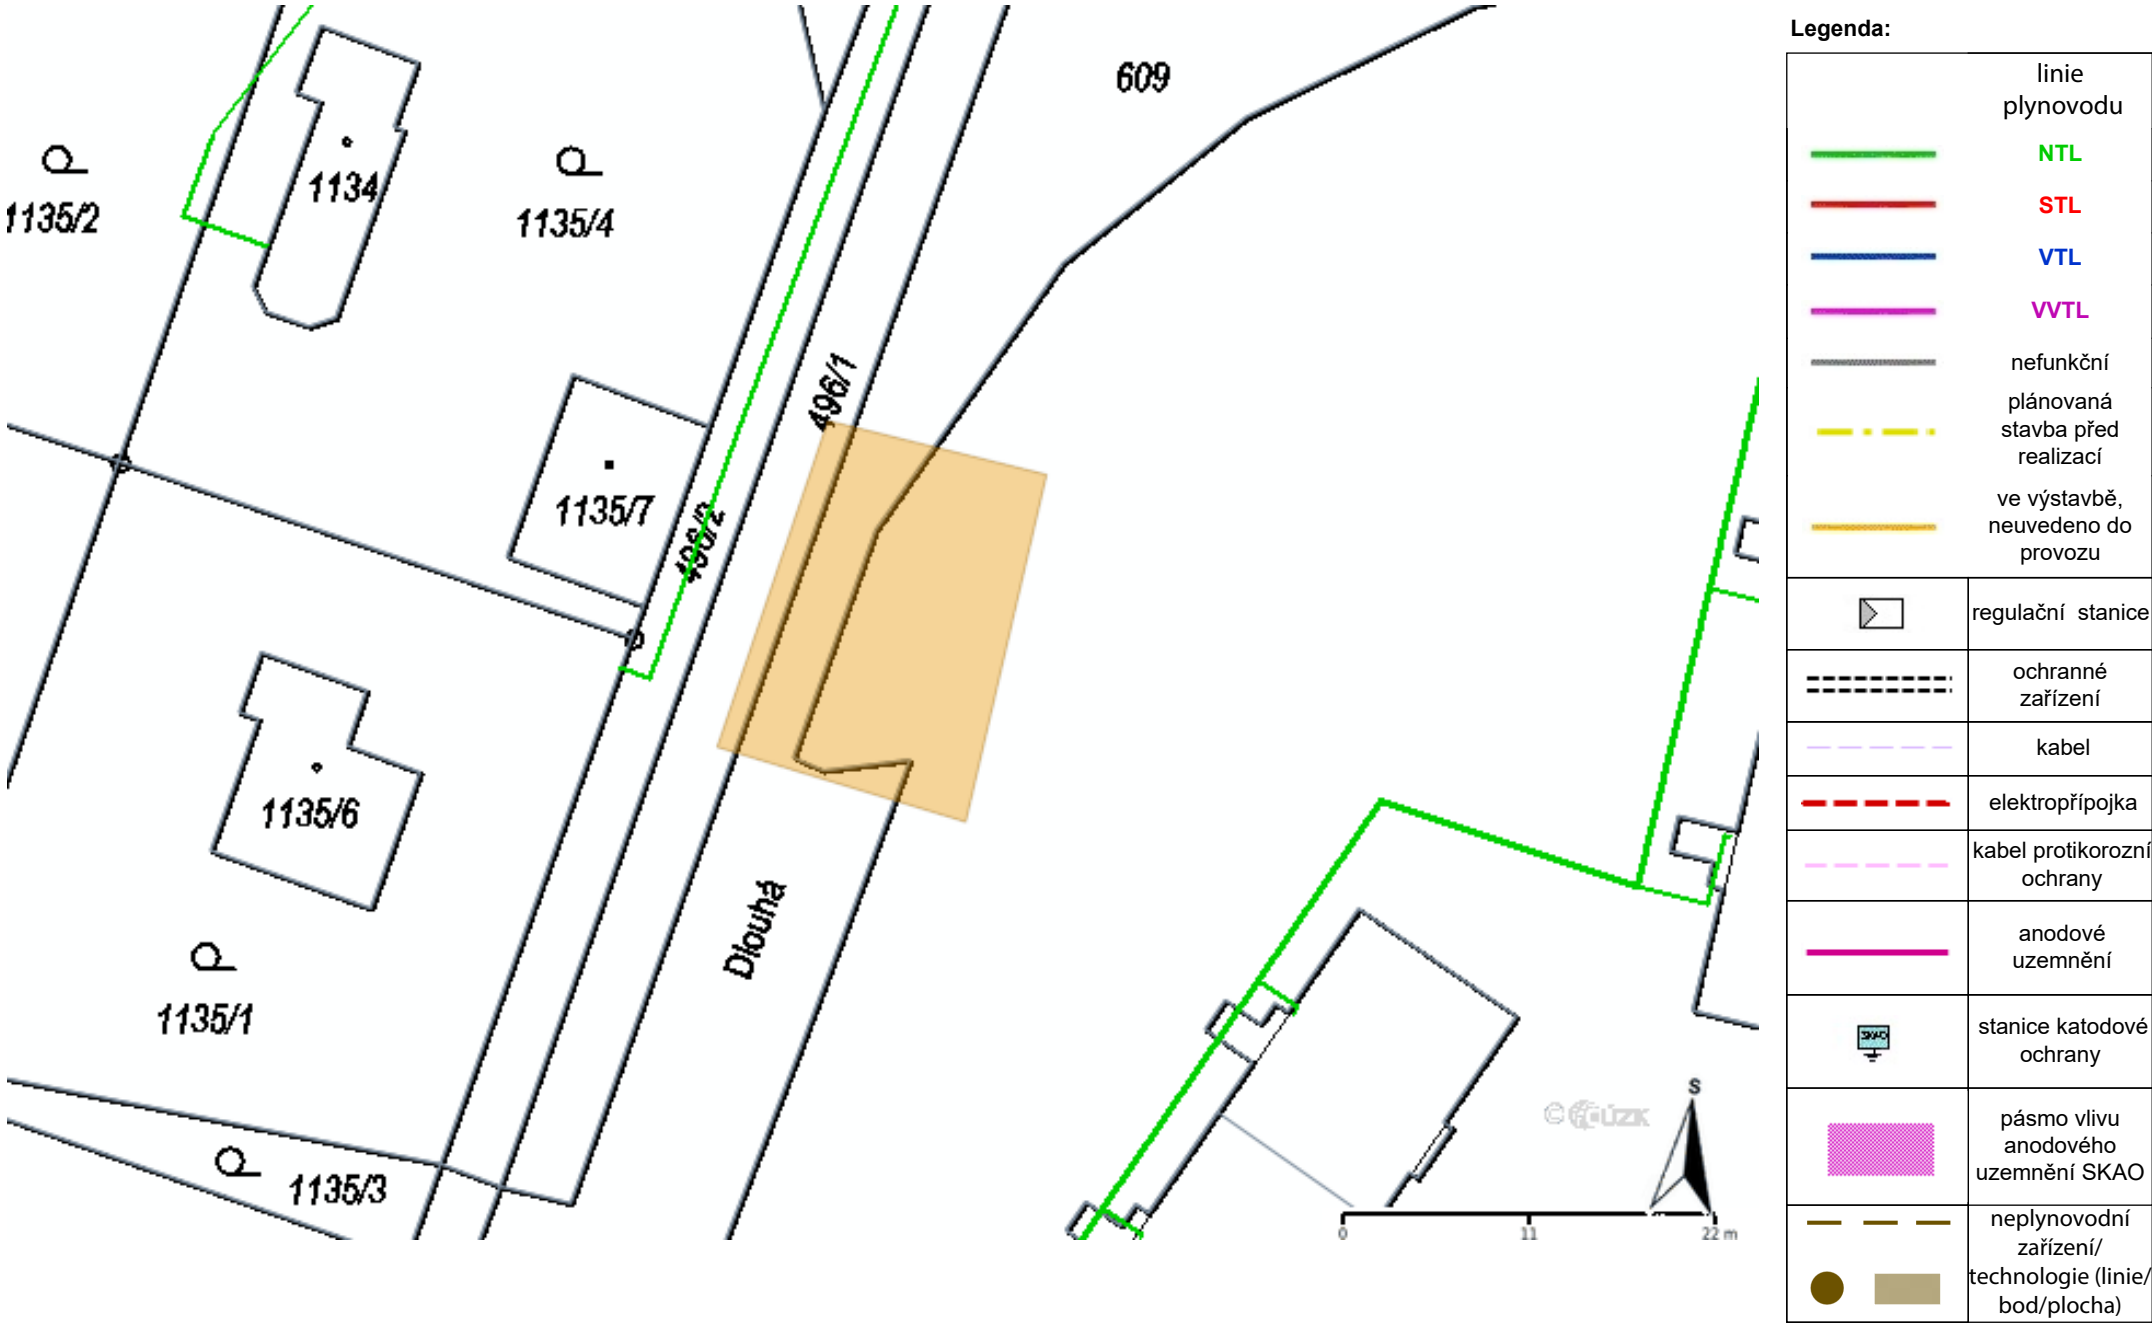 609
1134
1135/2
1135/4
496/1
1135/7
496/2
1135/6
Dlouhá
1135/1
1135/3
S
© ČÚZK
0 11 22 m
Legenda:
linie
plynovodu
NTL
STL
VTL
VVTL
nefunkční
plánovaná
stavba před
realizací
ve výstavbě,
neuvedeno do
provozu
regulační stanice
ochranné
zařízení
kabel
elektropřípojka
kabel protikorozní
ochrany
anodové
uzemnění
SKAO
stanice katodové
ochrany
pásmo vlivu
anodového
uzemnění SKAO
neplynovodní
zařízení/
technologie (linie/
bod/plocha)